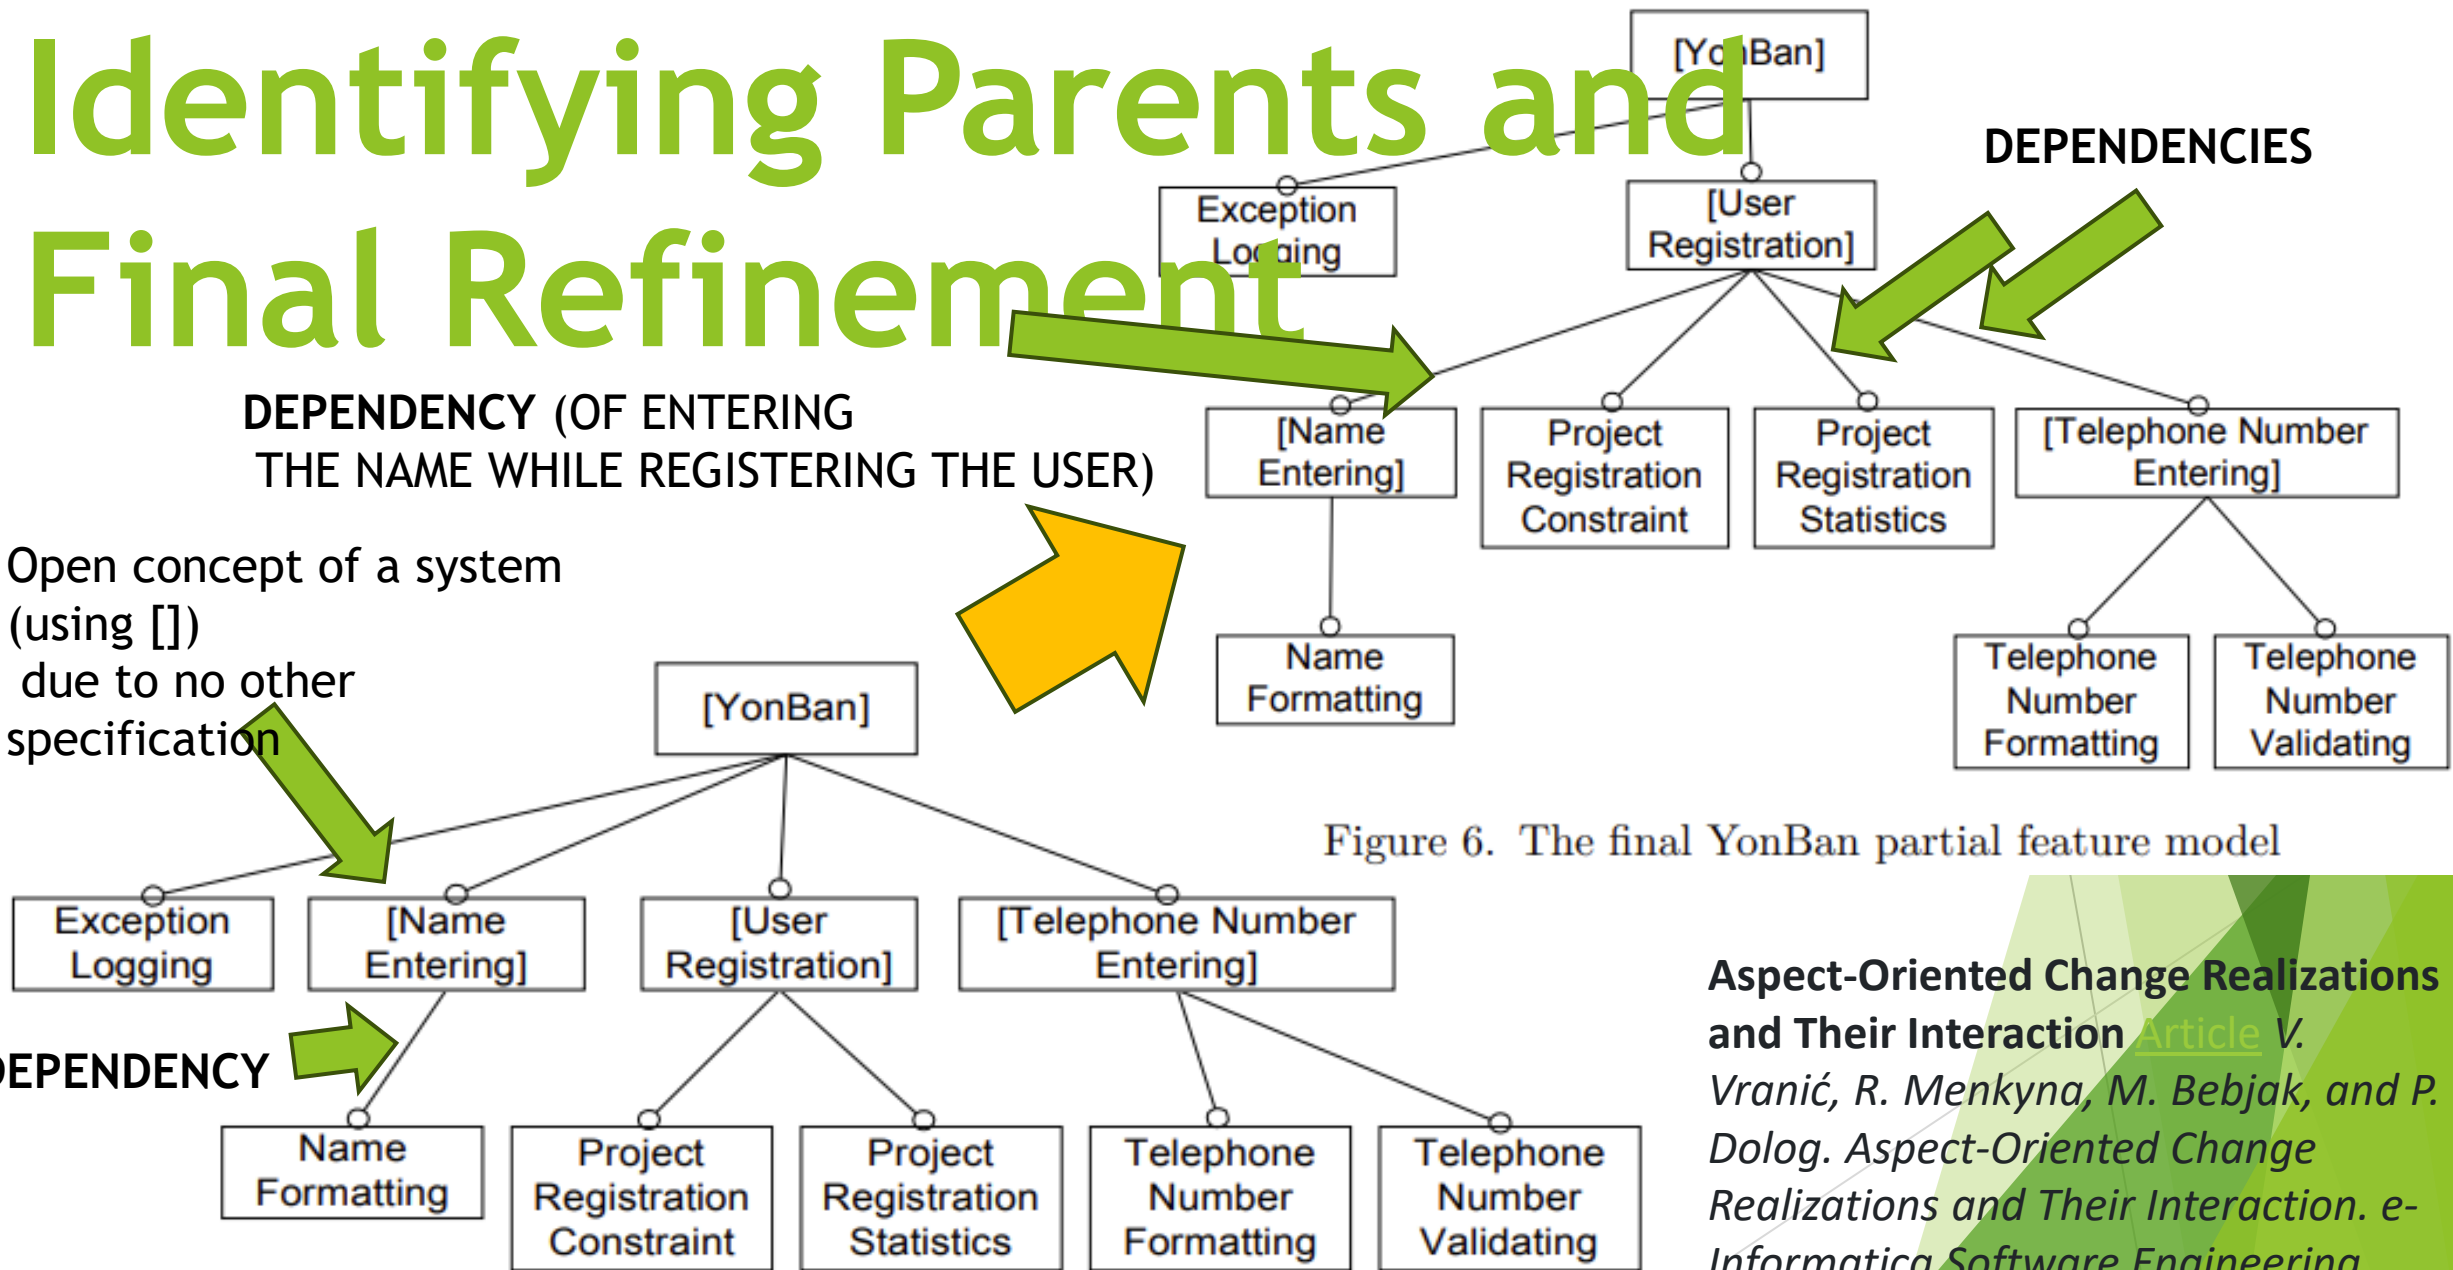 Identifying Parents and
Final Refinement
[YonBan]
DEPENDENCIES
Exception
Logging
[User
Registration]
DEPENDENCY (OF ENTERING
THE NAME WHILE REGISTERING THE USER)
[Name
Entering]
Project
Registration
Constraint
Project
Registration
Statistics
[Telephone Number
Entering]
Name
Formatting
Telephone
Number
Formatting
Telephone
Number
Validating
Figure 6. The final YonBan partial feature model
Open concept of a system
(using [])
due to no other
specification
[YonBan]
Exception
Logging
[Name
Entering]
[User
Registration]
[Telephone Number
Entering]
DEPENDENCY
Name
Formatting
Project
Registration
Constraint
Project
Registration
Statistics
Telephone
Number
Formatting
Telephone
Number
Validating
Aspect-Oriented Change Realizations
and Their Interaction Article V.
Vranić, R. Menkyna, M. Bebjak, and P.
Dolog. Aspect-Oriented Change
Realizations and Their Interaction. e-
Informatica Software Engineering